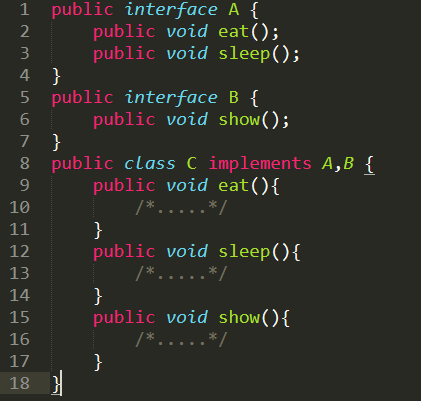 1 public interface A {
2     public void eat();
3     public void sleep();
4 }
5 public interface B {
6     public void show();
7 }
8 public class C implements A,B {
9     public void eat(){
10         /*.....*/
11     }
12     public void sleep(){
13         /*.....*/
14     }
15     public void show(){
16         /*.....*/
17     }
18 }